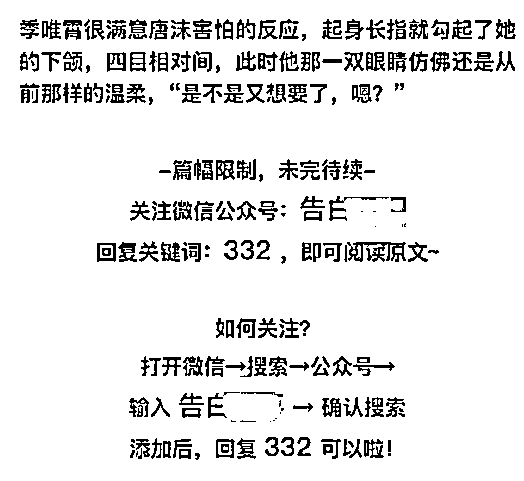 季唯霄很满意唐沫害怕的反应，起身长指就勾起了她
的下颌，四目相对间，此时他那一双眼睛仿佛还是从
前那样的温柔，“是不是又想要了，嗯？”
–篇幅限制，未完待续–
关注微信公众号：告白
回复关键词：332 ，即可阅读原文~
如何关注？
打开微信→搜索→公众号→
输入 告白 → 确认搜索
添加后，回复 332 可以啦！